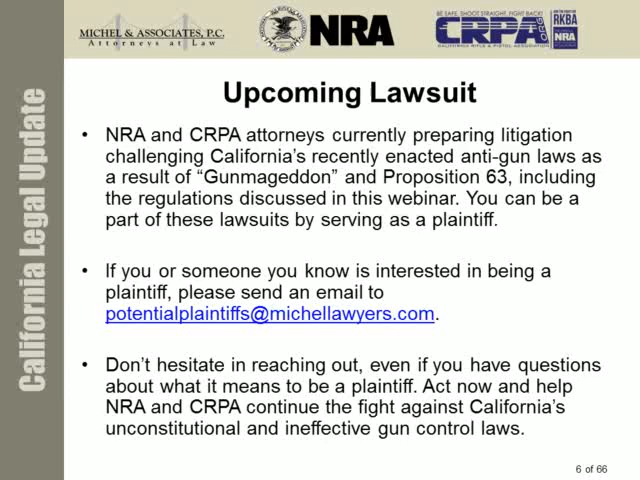 MICHEL & ASSOCIATES, P.C.
Attorneys at Law
NRA
BE SAFE, SHOOT STRAIGHT, FIGHT BACK!
CRPA.ORG
CALIFORNIA RIFLE & PISTOL ASSOCIATION
RKBA
NRA
California Legal Update
Upcoming Lawsuit
• NRA and CRPA attorneys currently preparing litigation
challenging California’s recently enacted anti-gun laws as
a result of “Gunmageddon” and Proposition 63, including
the regulations discussed in this webinar. You can be a
part of these lawsuits by serving as a plaintiff.
• If you or someone you know is interested in being a
plaintiff, please send an email to
potentialplaintiffs@michellawyers.com.
• Don’t hesitate in reaching out, even if you have questions
about what it means to be a plaintiff. Act now and help
NRA and CRPA continue the fight against California’s
unconstitutional and ineffective gun control laws.
6 of 66